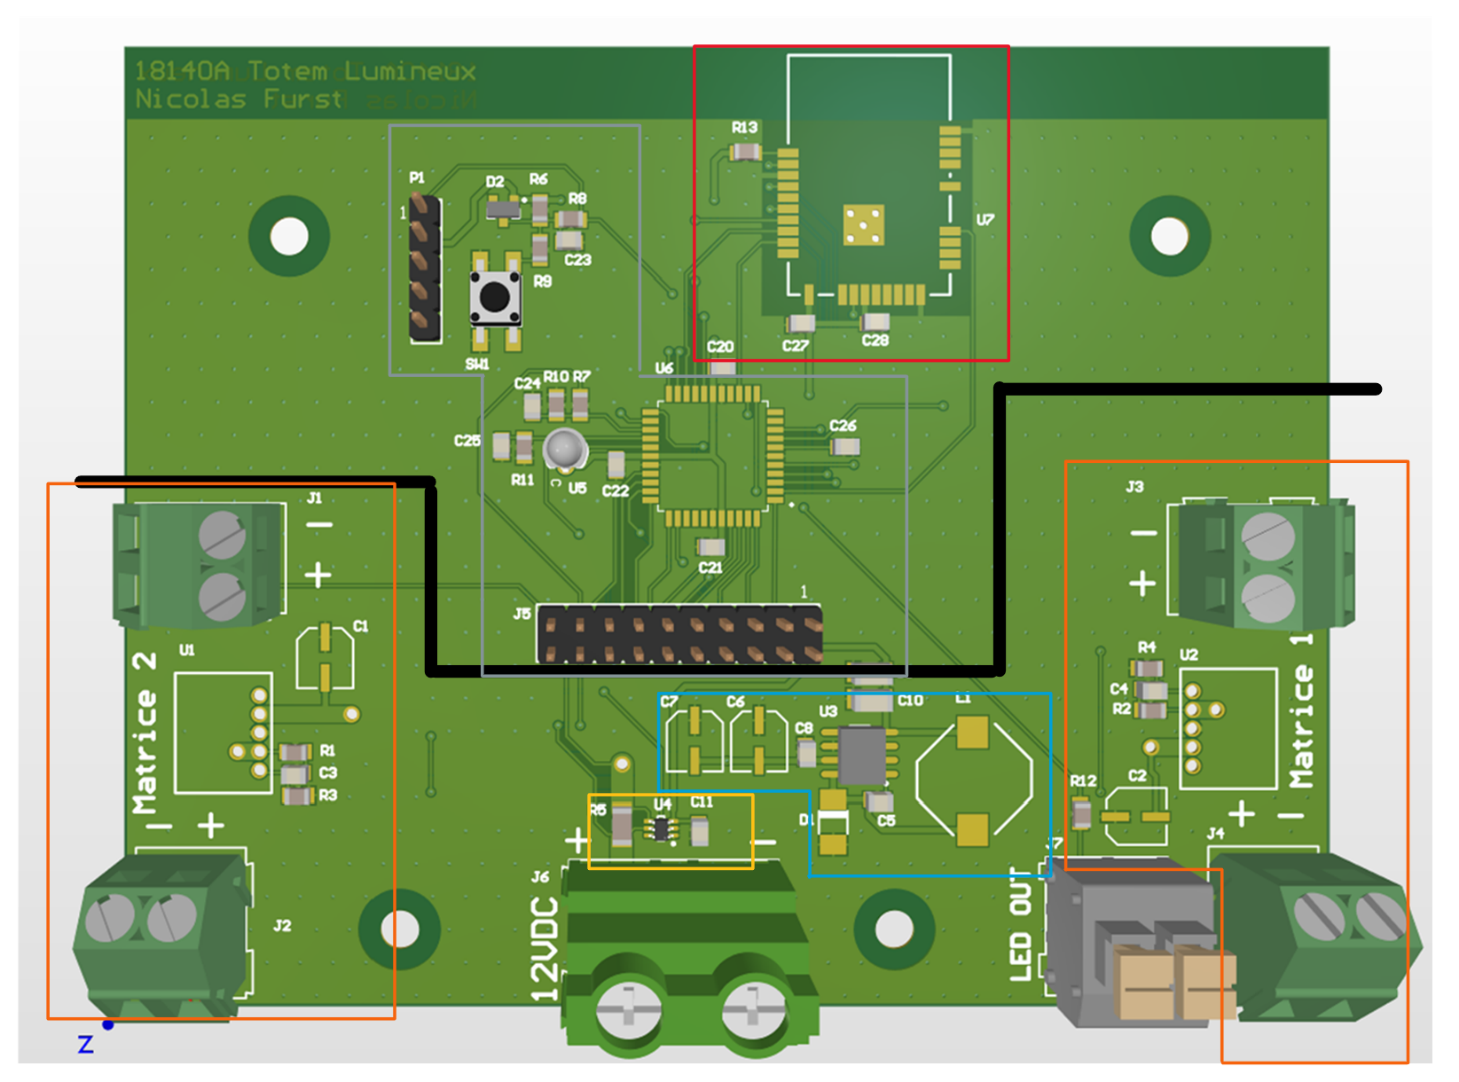 18140A Totem Lumineux
Nicolas Furst
R13
P1
D2
R6
R8
1
U7
C23
R9
C27
C28
SW1
C20
U6
C24
R10
R7
C25
C26
R11
U5
C
C22
J1
J3
-
-
C21
+
+
J5
1
C1
U1
R4
U2
C4
R2
Matrice 2
Matrice 1
C7
C6
C10
L1
U3
C8
R1
C3
R3
R12
C2
R5
U4
C11
D1
C5
- +
+ -
+
-
J7
J4
J6
J2
12VDC
LED OUT
Z